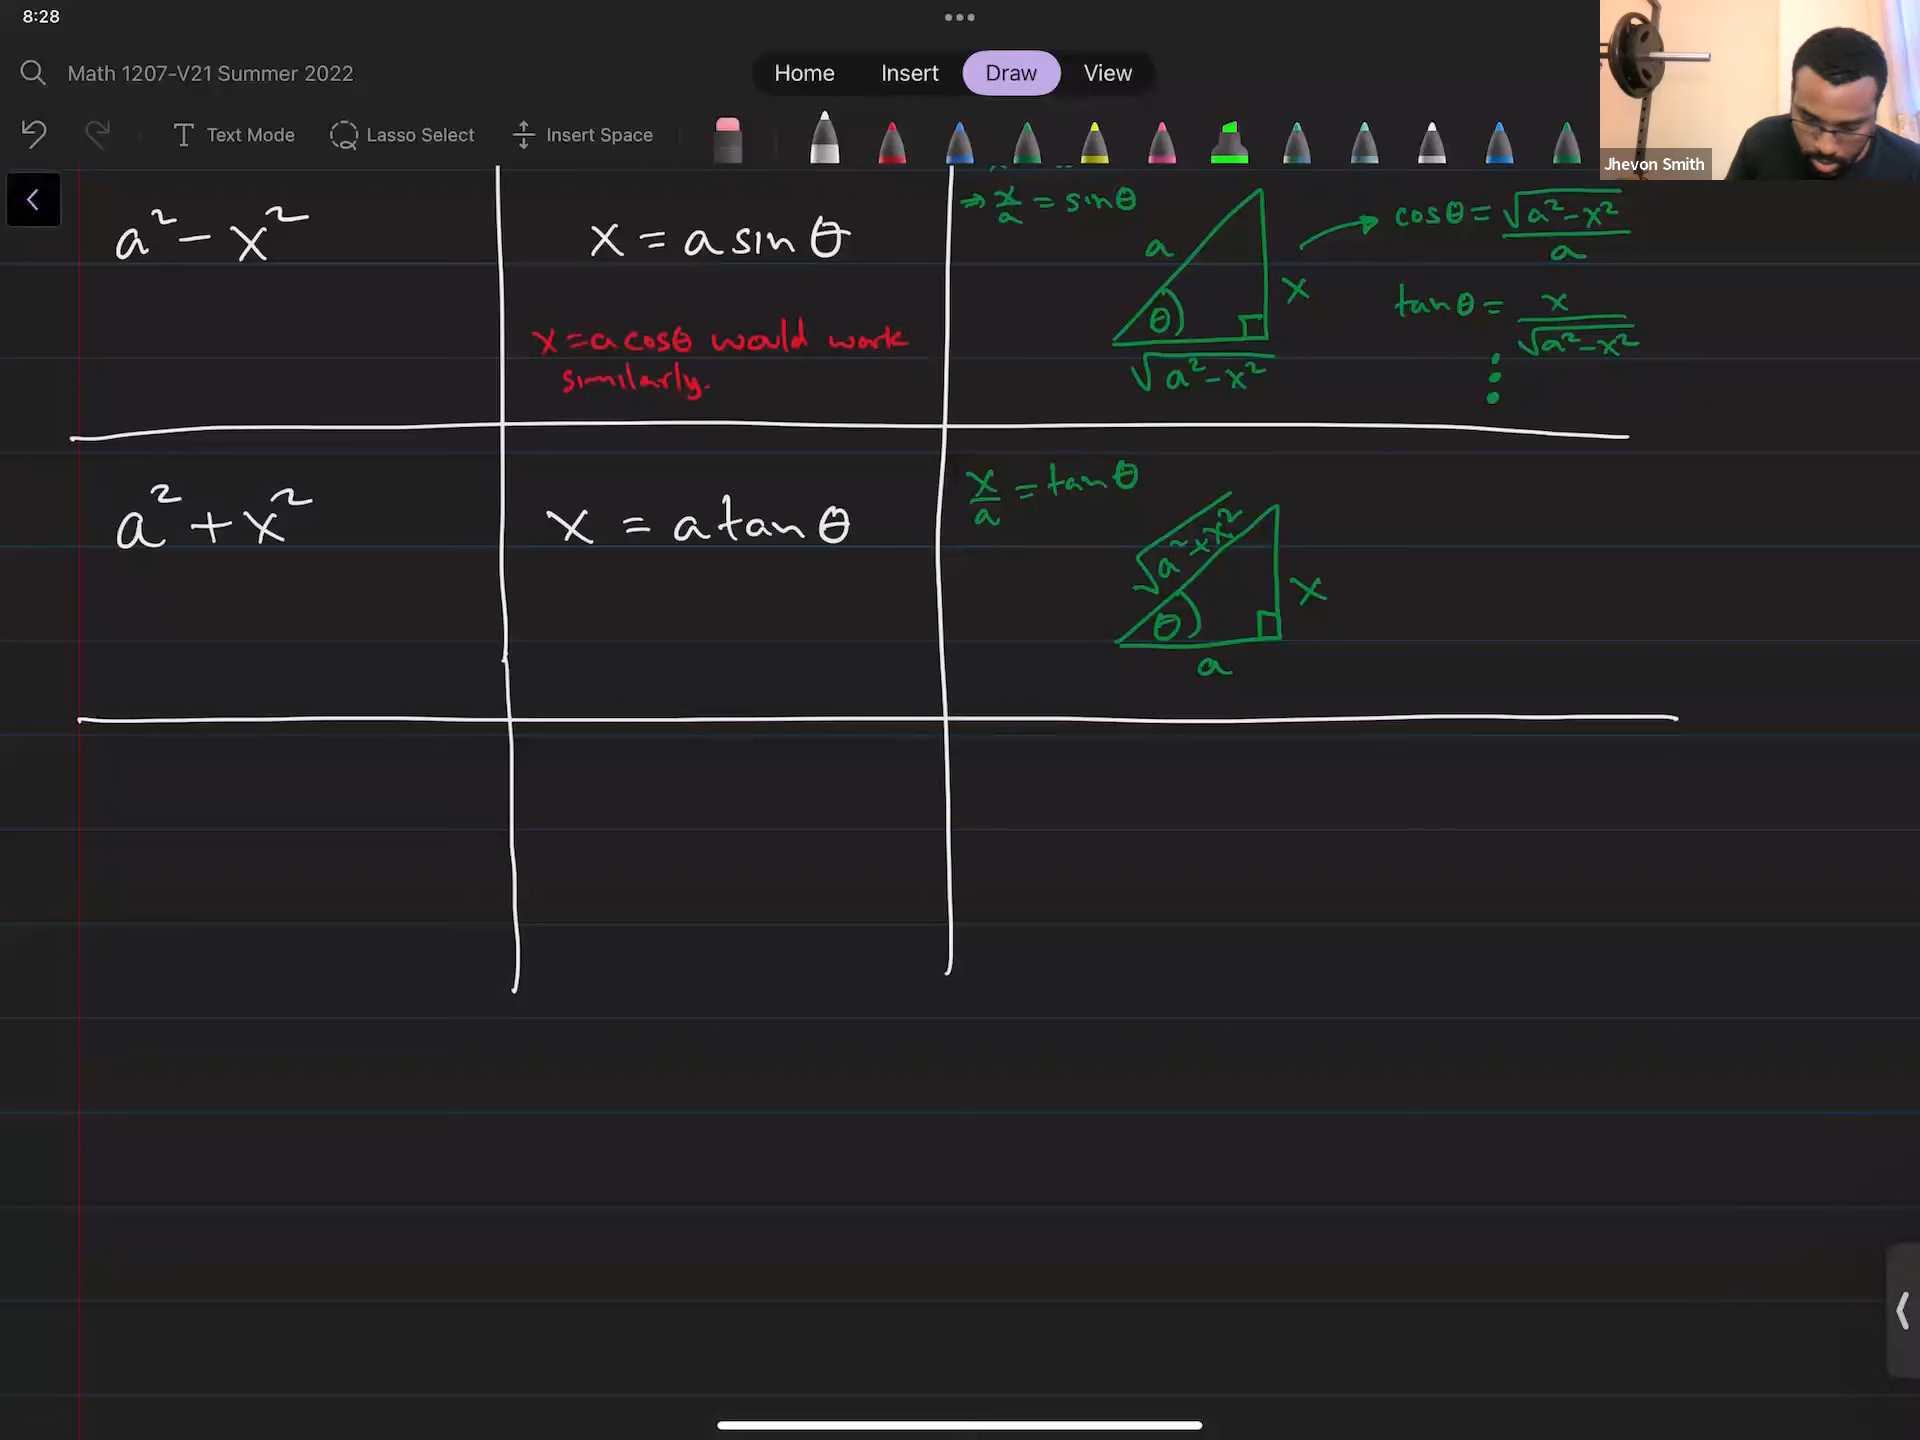 8:28
Math 1207-V21 Summer 2022
Home Insert Draw View
Text Mode Lasso Select Insert Space
Jhevon Smith
a² - x²
x = a sin θ
x = a cos θ would work
similarly.
⇒ x/a = sin θ
a
θ
x
√(a² - x²)
cos θ = √(a² - x²)/a
tan θ = x/√(a² - x²)
a² + x²
x = a tan θ
x/a = tan θ
√(a² + x²)
θ
x
a